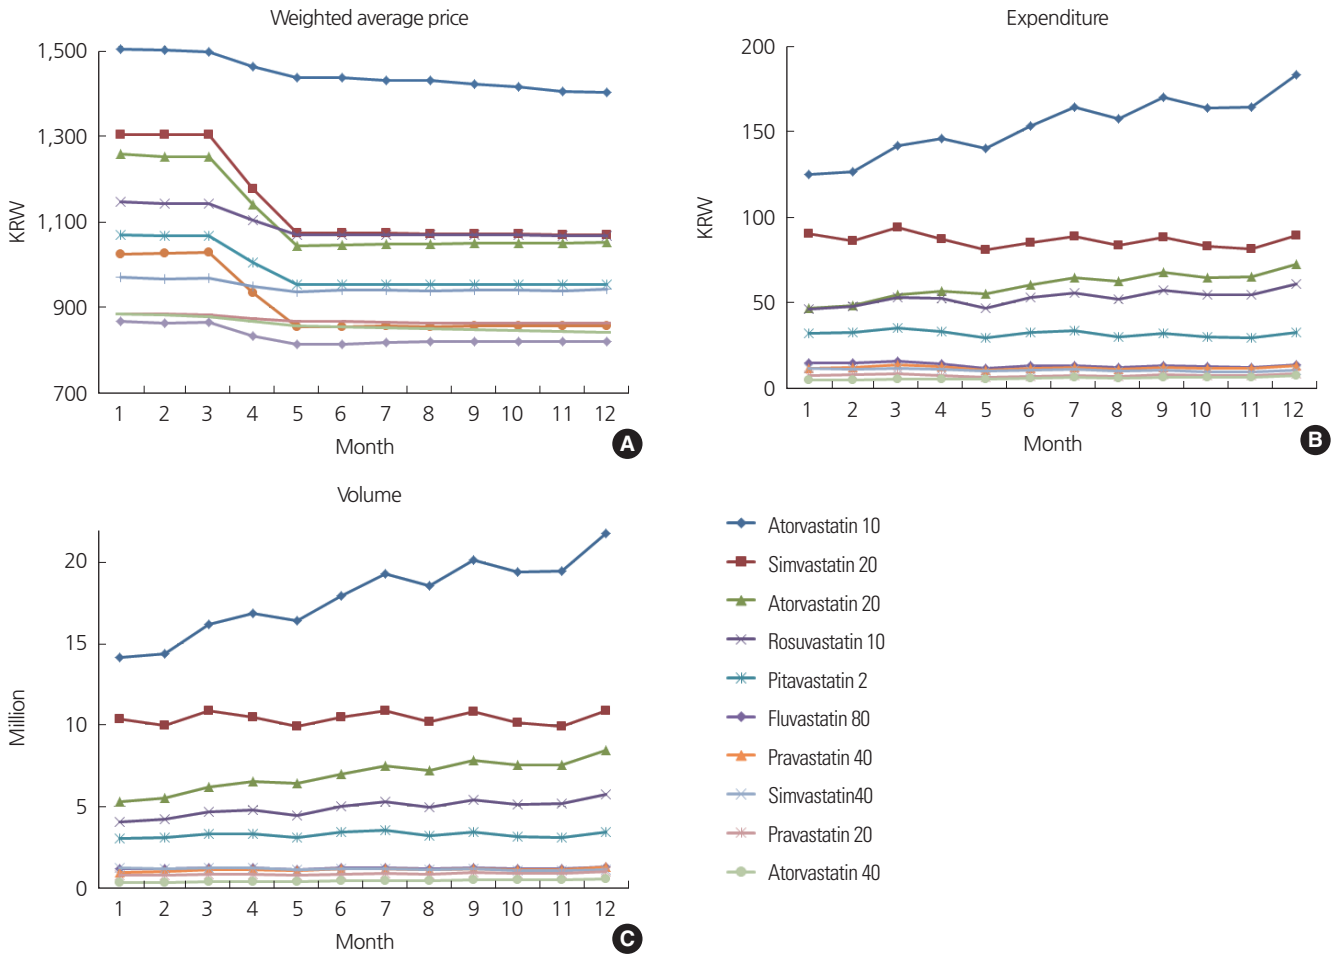 Weighted average price
1,500
1,300
1,100
900
700
KRW
1 2 3 4 5 6 7 8 9 10 11 12
Month
A
Expenditure
200
150
100
50
0
KRW
1 2 3 4 5 6 7 8 9 10 11 12
Month
B
Volume
20
15
10
5
0
Million
1 2 3 4 5 6 7 8 9 10 11 12
Month
C
Atorvastatin 10
Simvastatin 20
Atorvastatin 20
Rosuvastatin 10
Pitavastatin 2
Fluvastatin 80
Pravastatin 40
Simvastatin40
Pravastatin 20
Atorvastatin 40